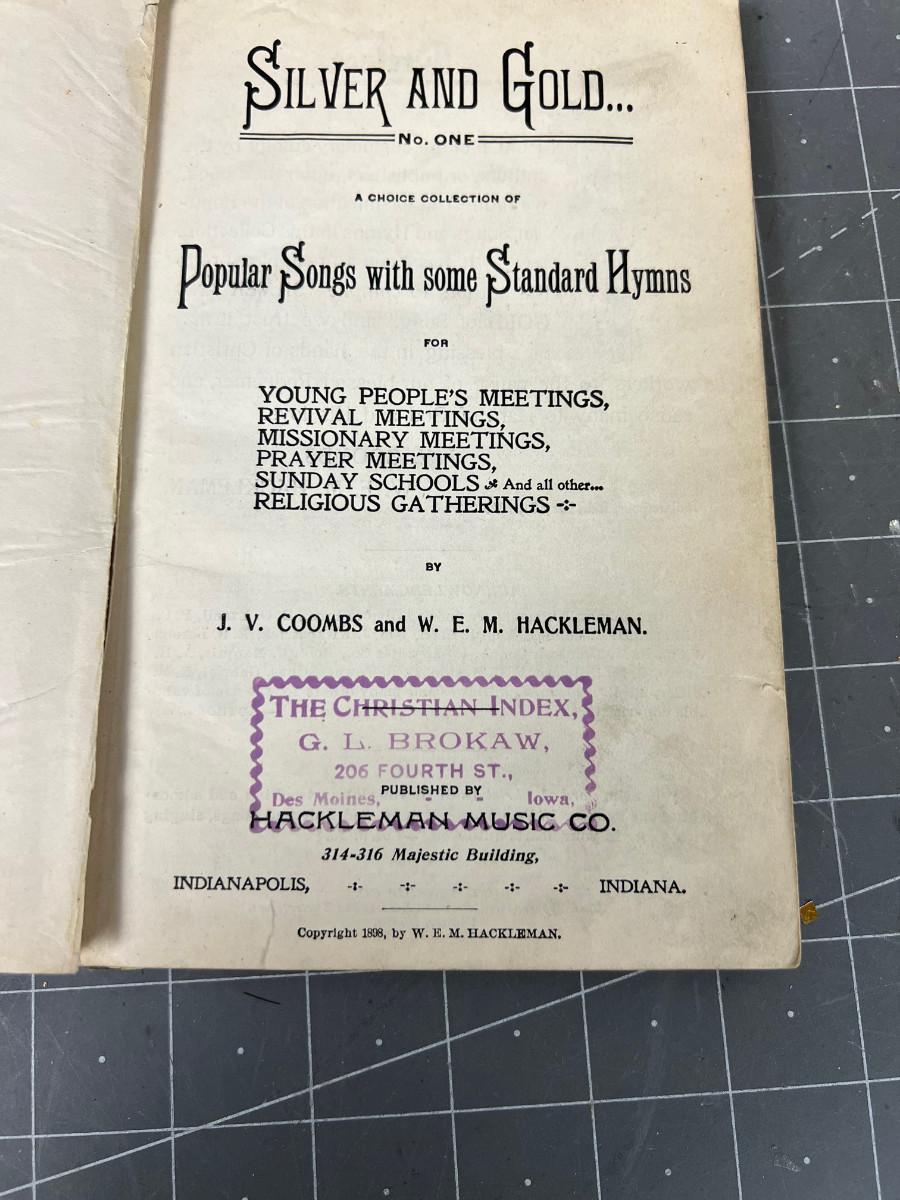 SILVER AND GOLD...
No. ONE
A CHOICE COLLECTION OF
Popular Songs with some Standard Hymns
FOR
YOUNG PEOPLE'S MEETINGS,
REVIVAL MEETINGS,
MISSIONARY MEETINGS,
PRAYER MEETINGS,
SUNDAY SCHOOLS And all other...
RELIGIOUS GATHERINGS -:-
BY
J. V. COOMBS and W. E. M. HACKLEMAN.
THE CHRISTIAN INDEX,
G. L. BROKAW,
206 FOURTH ST.,
PUBLISHED BY
Des Moines, - - Iowa,
HACKLEMAN MUSIC CO.
314-316 Majestic Building,
INDIANAPOLIS, -:- -:- -:- -:- -:- INDIANA.
Copyright 1898, by W. E. M. HACKLEMAN.